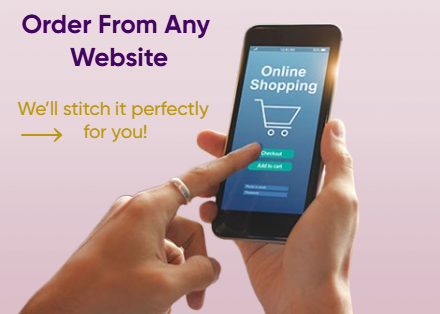 Order From Any
Website
We'll stitch it perfectly
for you!
Online
Shopping
Checkout
Add to cart